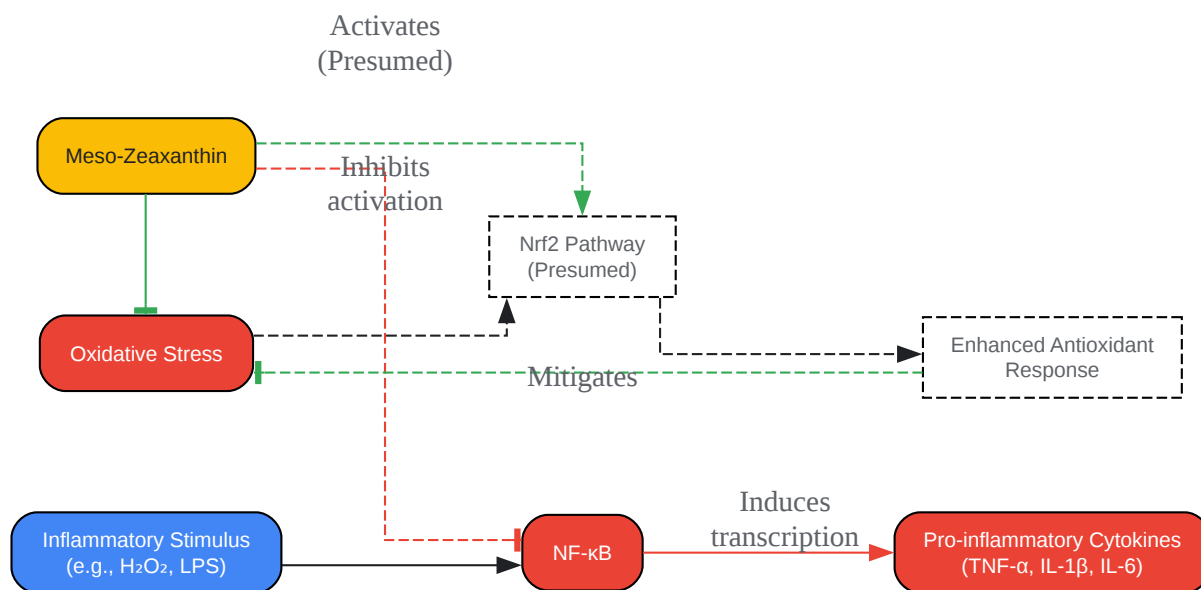 Activates
(Presumed)
Meso-Zeaxanthin
Inhibits
activation
Nrf2 Pathway
(Presumed)
Oxidative Stress
Enhanced Antioxidant
Response
Mitigates
Inflammatory Stimulus
(e.g., H₂O₂, LPS)
NF-κB
Induces
transcription
Pro-inflammatory Cytokines
(TNF-α, IL-1β, IL-6)